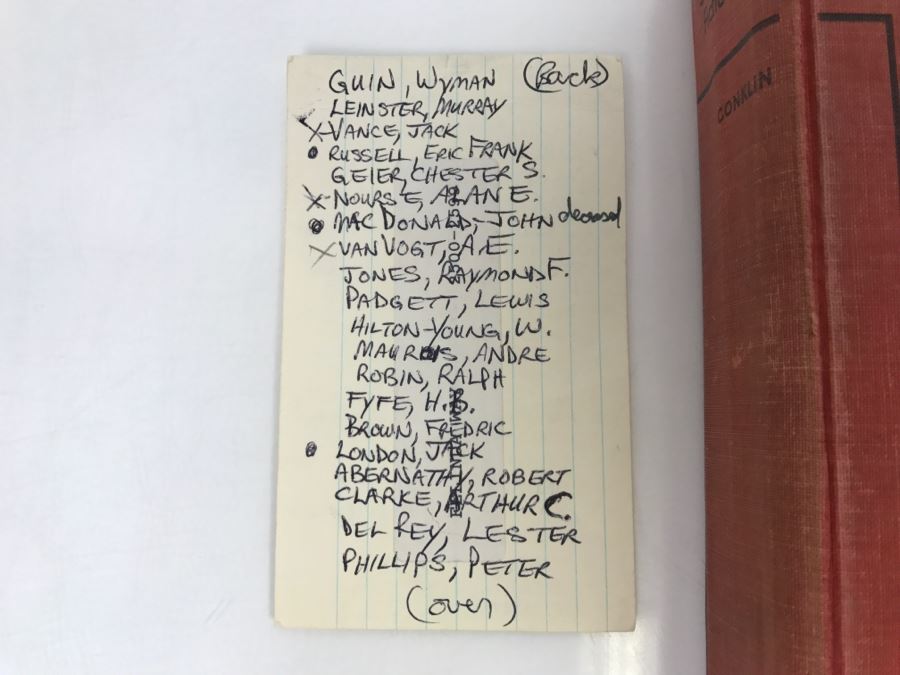 GUIN, WYMAN (Back)
LEINSTER, MURRAY
X-VANCE, JACK
• RUSSELL, ERIC FRANK
GEIER, CHESTER S.
X-NOURSE, ALAN E.
• MAC DONALD, JOHN deceased
X VAN VOGT, A.E.
JONES, RAYMOND F.
PADGETT, LEWIS
HILTON-YOUNG, W.
MAUROIS, ANDRE
ROBIN, RALPH
FYFE, H.B.
BROWN, FREDRIC
• LONDON, JACK
ABERNATHY, ROBERT
CLARKE, ARTHUR C.
DEL REY, LESTER
PHILLIPS, PETER
(over)
CONKLIN